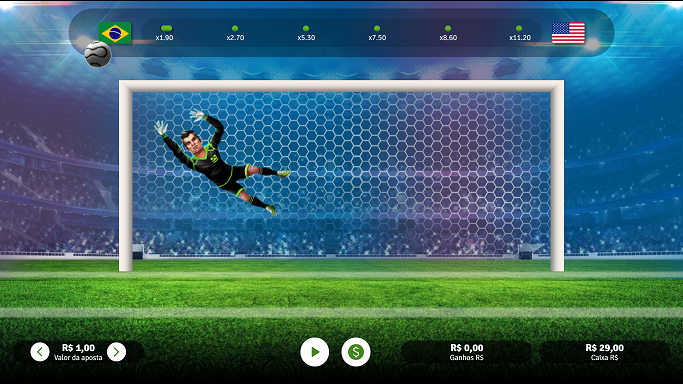 x1.90 x2.70 x5.30 x7.50 x8.60 x11.20
R$ 1,00 R$ 0,00 R$ 29,00
Valor da aposta Ganhos R$ Caixa R$